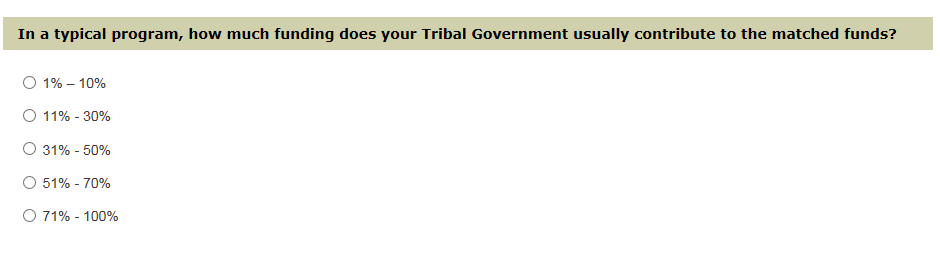 In a typical program, how much funding does your Tribal Government usually contribute to the matched funds?
1% – 10%
11% - 30%
31% - 50%
51% - 70%
71% - 100%